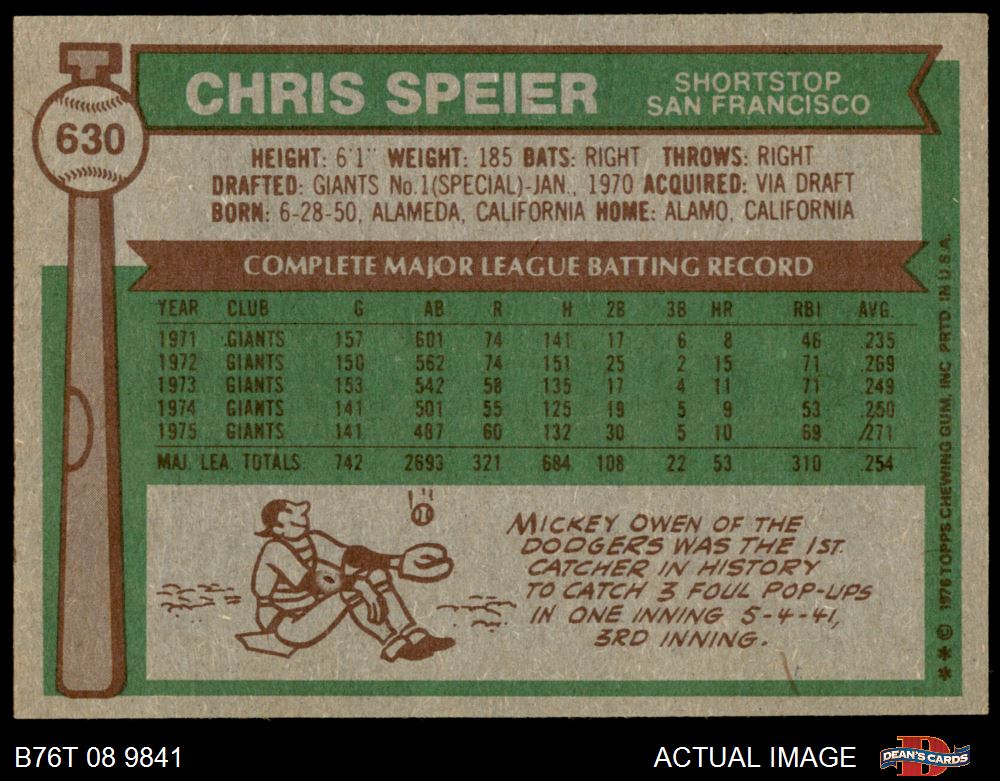 630
CHRIS SPEIER
SHORTSTOP
SAN FRANCISCO
HEIGHT: 6'1" WEIGHT: 185 BATS: RIGHT THROWS: RIGHT
DRAFTED: GIANTS No.1(SPECIAL)-JAN., 1970 ACQUIRED: VIA DRAFT
BORN: 6-28-50, ALAMEDA, CALIFORNIA HOME: ALAMO, CALIFORNIA
COMPLETE MAJOR LEAGUE BATTING RECORD
YEAR CLUB G AB R H 2B 3B HR RBI AVG.
1971 GIANTS 157 601 74 141 17 6 8 46 .235
1972 GIANTS 150 562 74 151 25 2 15 71 .269
1973 GIANTS 153 542 58 135 17 4 11 71 .249
1974 GIANTS 141 501 55 125 19 5 9 53 .250
1975 GIANTS 141 487 60 132 30 5 10 69 .271
MAJ. LEA. TOTALS 742 2693 321 684 108 22 53 310 .254
MICKEY OWEN OF THE
DODGERS WAS THE 1ST.
CATCHER IN HISTORY
TO CATCH 3 FOUL POP-UPS
IN ONE INNING 5-4-41,
3RD INNING.
* * © 1976 TOPPS CHEWING GUM, INC. PRTD. IN U.S.A.
B76T 08 9841
ACTUAL IMAGE
DEAN'S CARDS